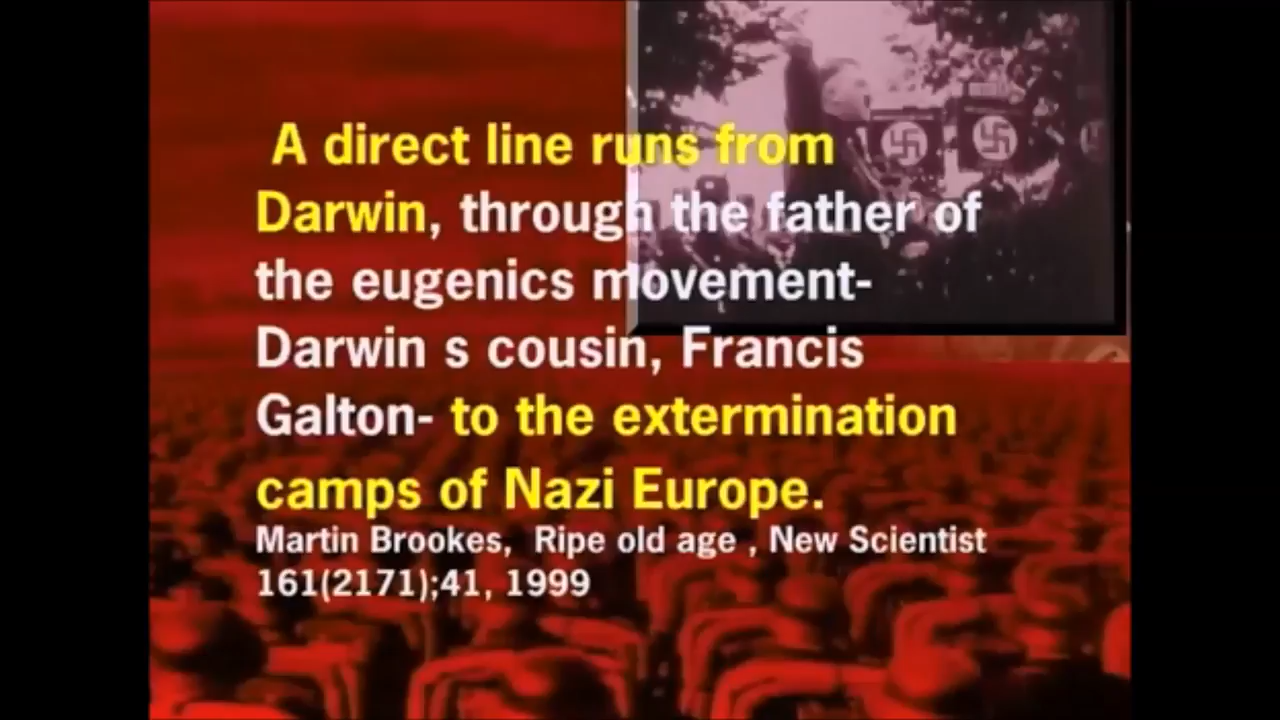 A direct line runs from
Darwin, through the father of
the eugenics movement-
Darwin s cousin, Francis
Galton- to the extermination
camps of Nazi Europe.
Martin Brookes, Ripe old age , New Scientist
161(2171);41, 1999